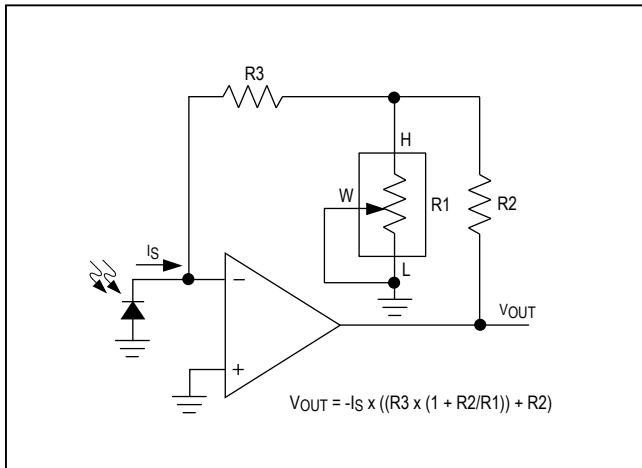 R3
H
W
R1
R2
IS
L
−
+
VOUT
VOUT = -IS x ((R3 x (1 + R2/R1)) + R2)